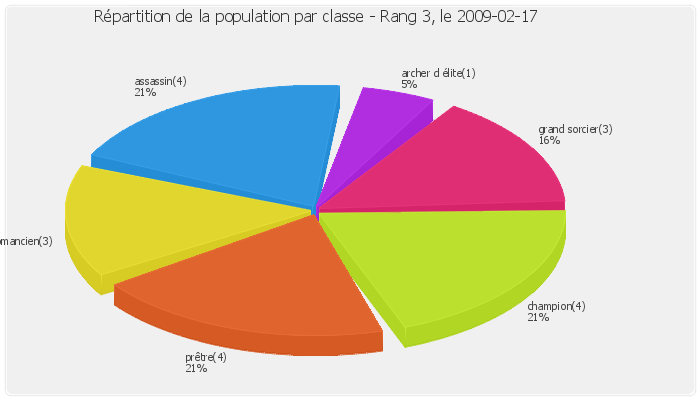 Répartition de la population par classe - Rang 3, le 2009-02-17
archer d élite(1)
5%
assassin(4)
21%
grand sorcier(3)
16%
omancien(3)
champion(4)
21%
prêtre(4)
21%